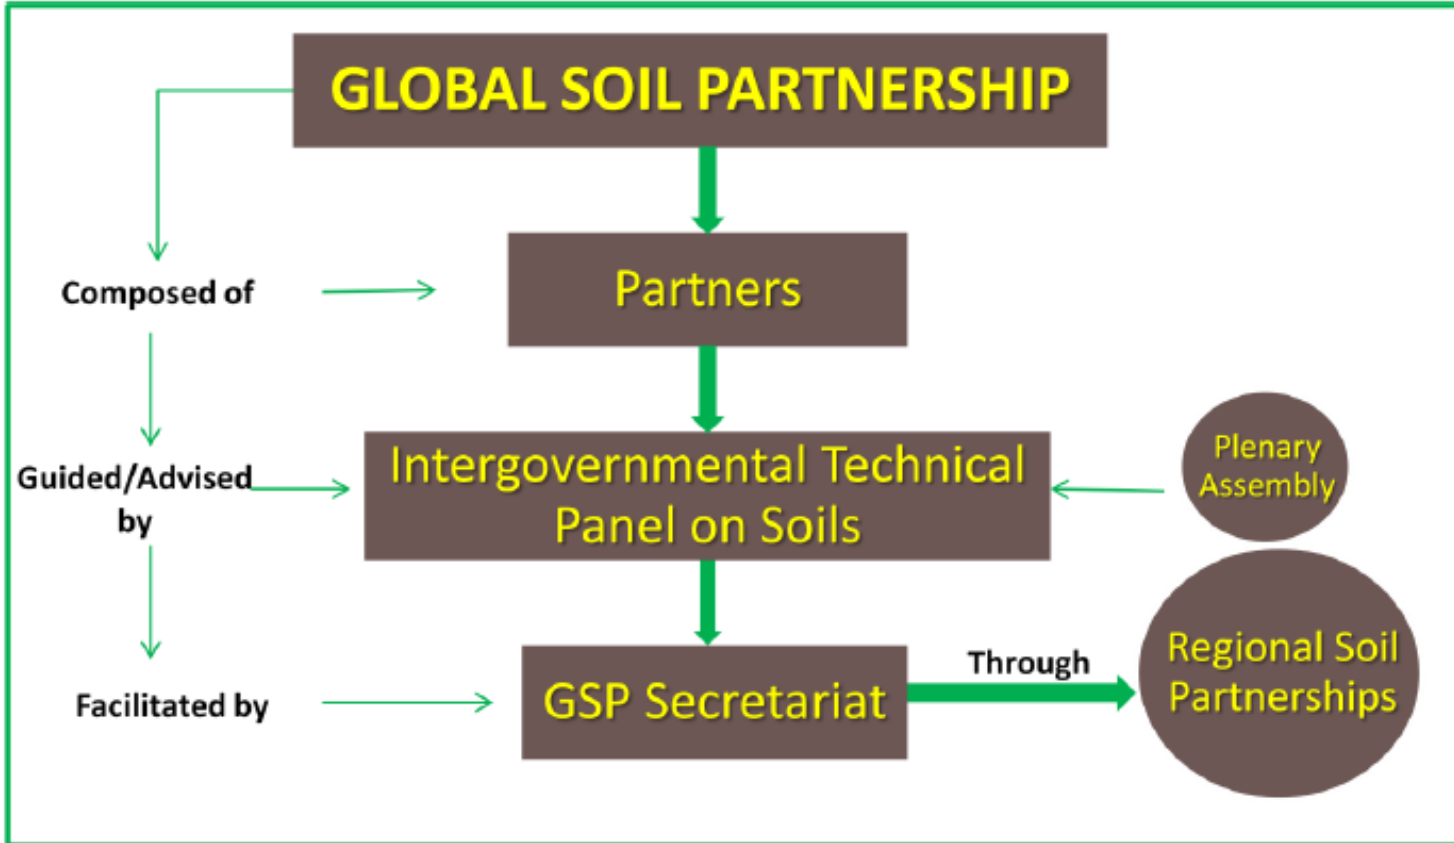 GLOBAL SOIL PARTNERSHIP
Composed of
Partners
Guided/Advised
by
Intergovernmental Technical
Panel on Soils
Plenary
Assembly
Facilitated by
GSP Secretariat
Through
Regional Soil
Partnerships